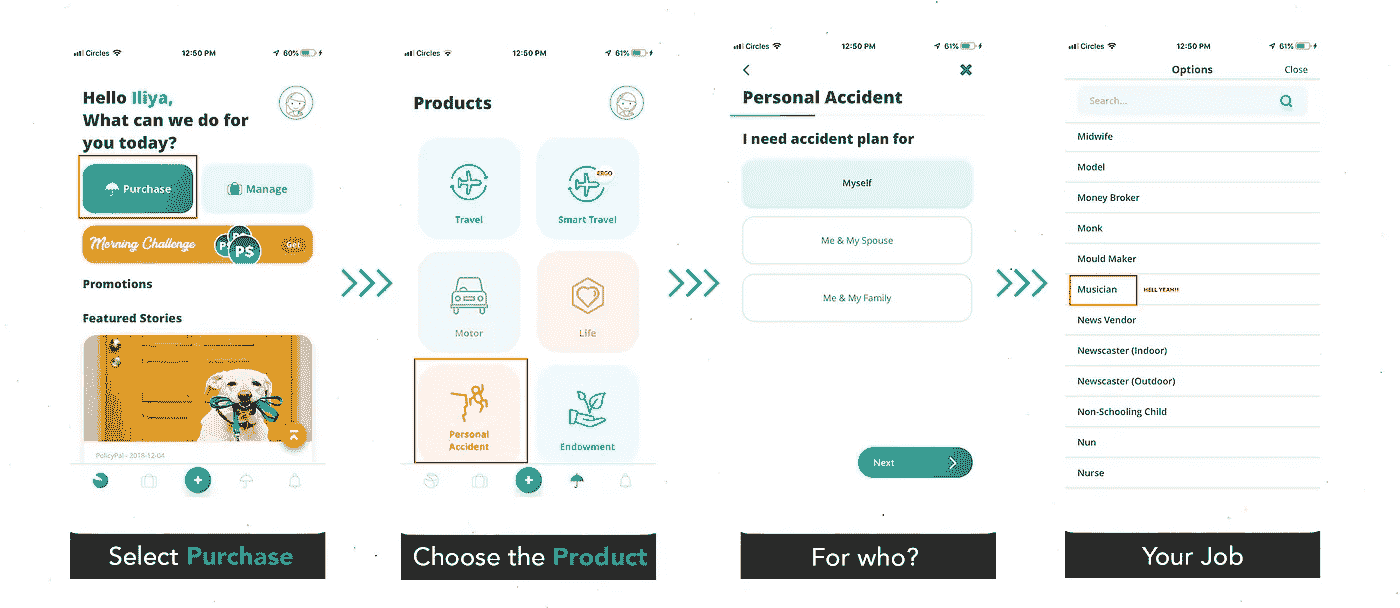 Circles
12:50 PM
60%
Hello Iliya,
What can we do for
you today?
Purchase
Manage
Morning Challenge
PS
Go!
Promotions
Featured Stories
PolicyPal - 2018-12-04
Select Purchase
Circles
12:50 PM
61%
Products
Travel
Smart Travel
Motor
Life
Personal
Accident
Endowment
Choose the Product
Circles
12:50 PM
61%
Personal Accident
I need accident plan for
Myself
Me & My Spouse
Me & My Family
Next
For who?
Circles
12:50 PM
61%
Options
Close
Search...
Midwife
Model
Money Broker
Monk
Mould Maker
Musician
HELL YEAH!!
News Vendor
Newscaster (Indoor)
Newscaster (Outdoor)
Non-Schooling Child
Nun
Nurse
Your Job